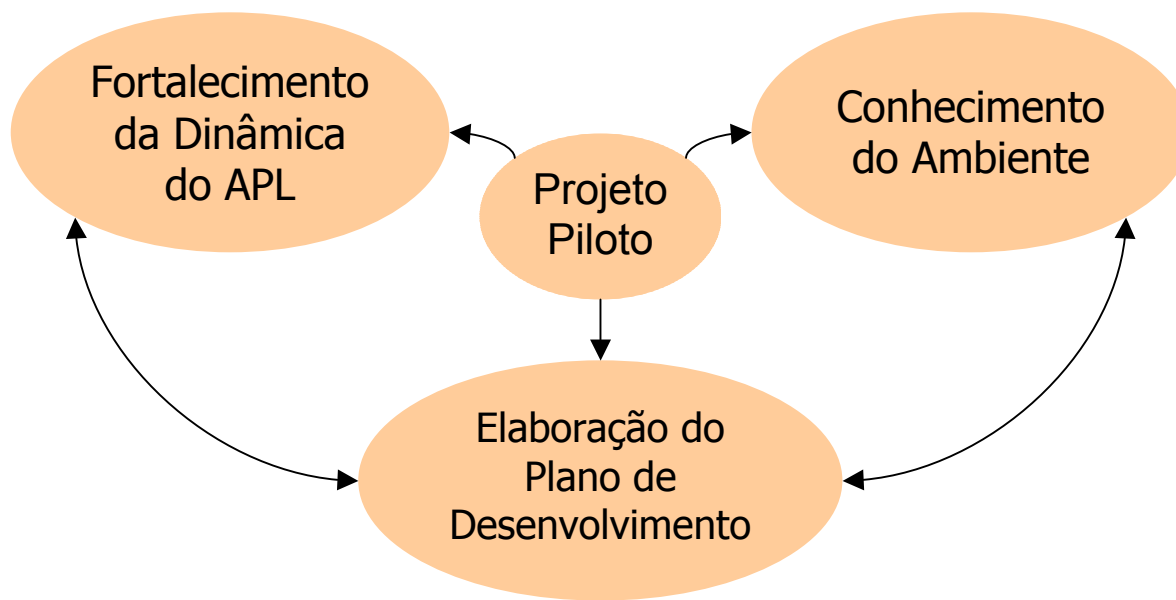 Fortalecimento
da Dinâmica
do APL
Projeto
Piloto
Conhecimento
do Ambiente
Elaboração do
Plano de
Desenvolvimento